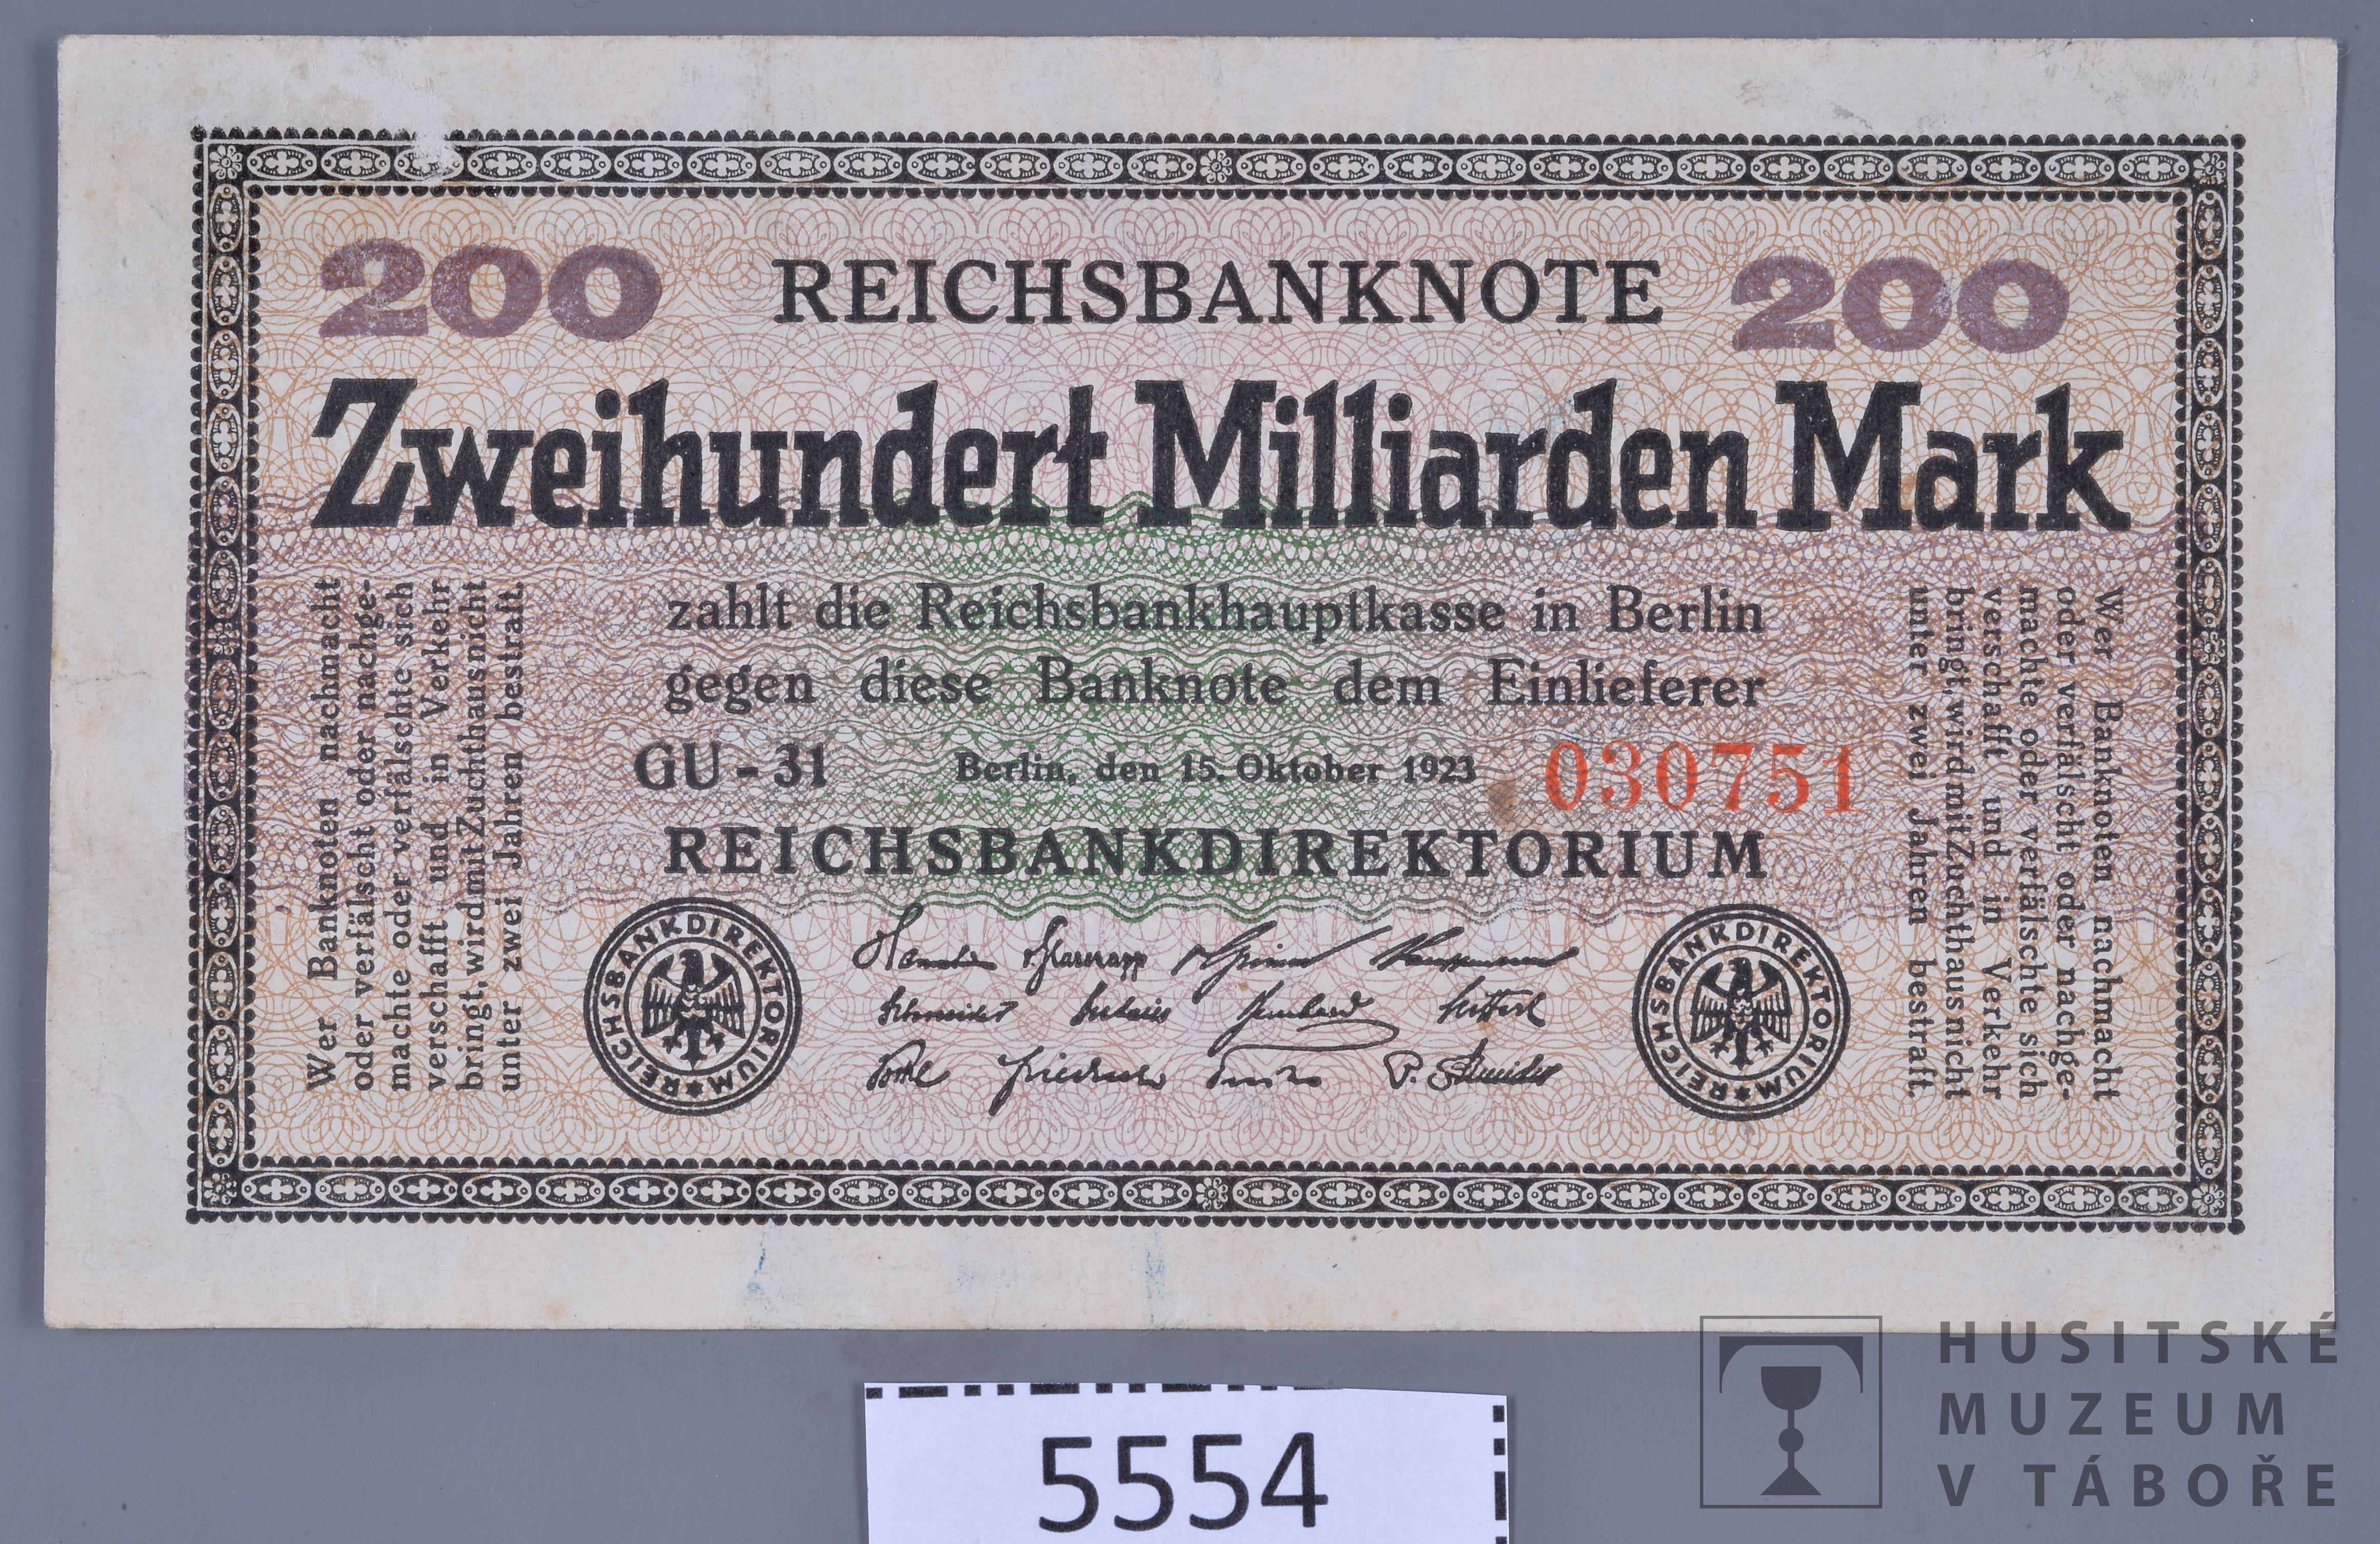 200 REICHSBANKNOTE 200
Zweihundert Milliarden Mark
Wer Banknoten nachmacht
oder verfälscht oder nachge-
machte oder verfälschte sich
verschafft und in Verkehr
bringt, wird mit Zuchthaus nicht
unter zwei Jahren bestraft.
zahlt die Reichsbankhauptkasse in Berlin
gegen diese Banknote dem Einlieferer
GU-31 Berlin, den 15. Oktober 1923 030751
REICHSBANKDIREKTORIUM
Wer Banknoten nachmacht
oder verfälscht oder nachge-
machte oder verfälschte sich
verschafft und in Verkehr
bringt, wird mit Zuchthaus nicht
unter zwei Jahren bestraft.
REICHSBANKDIREKTORIUM
v. Glasenapp
Schmidt
Friedrich P. Schneider
REICHSBANKDIREKTORIUM
5554
HUSITSKÉ
MUZEUM
V TÁBOŘE